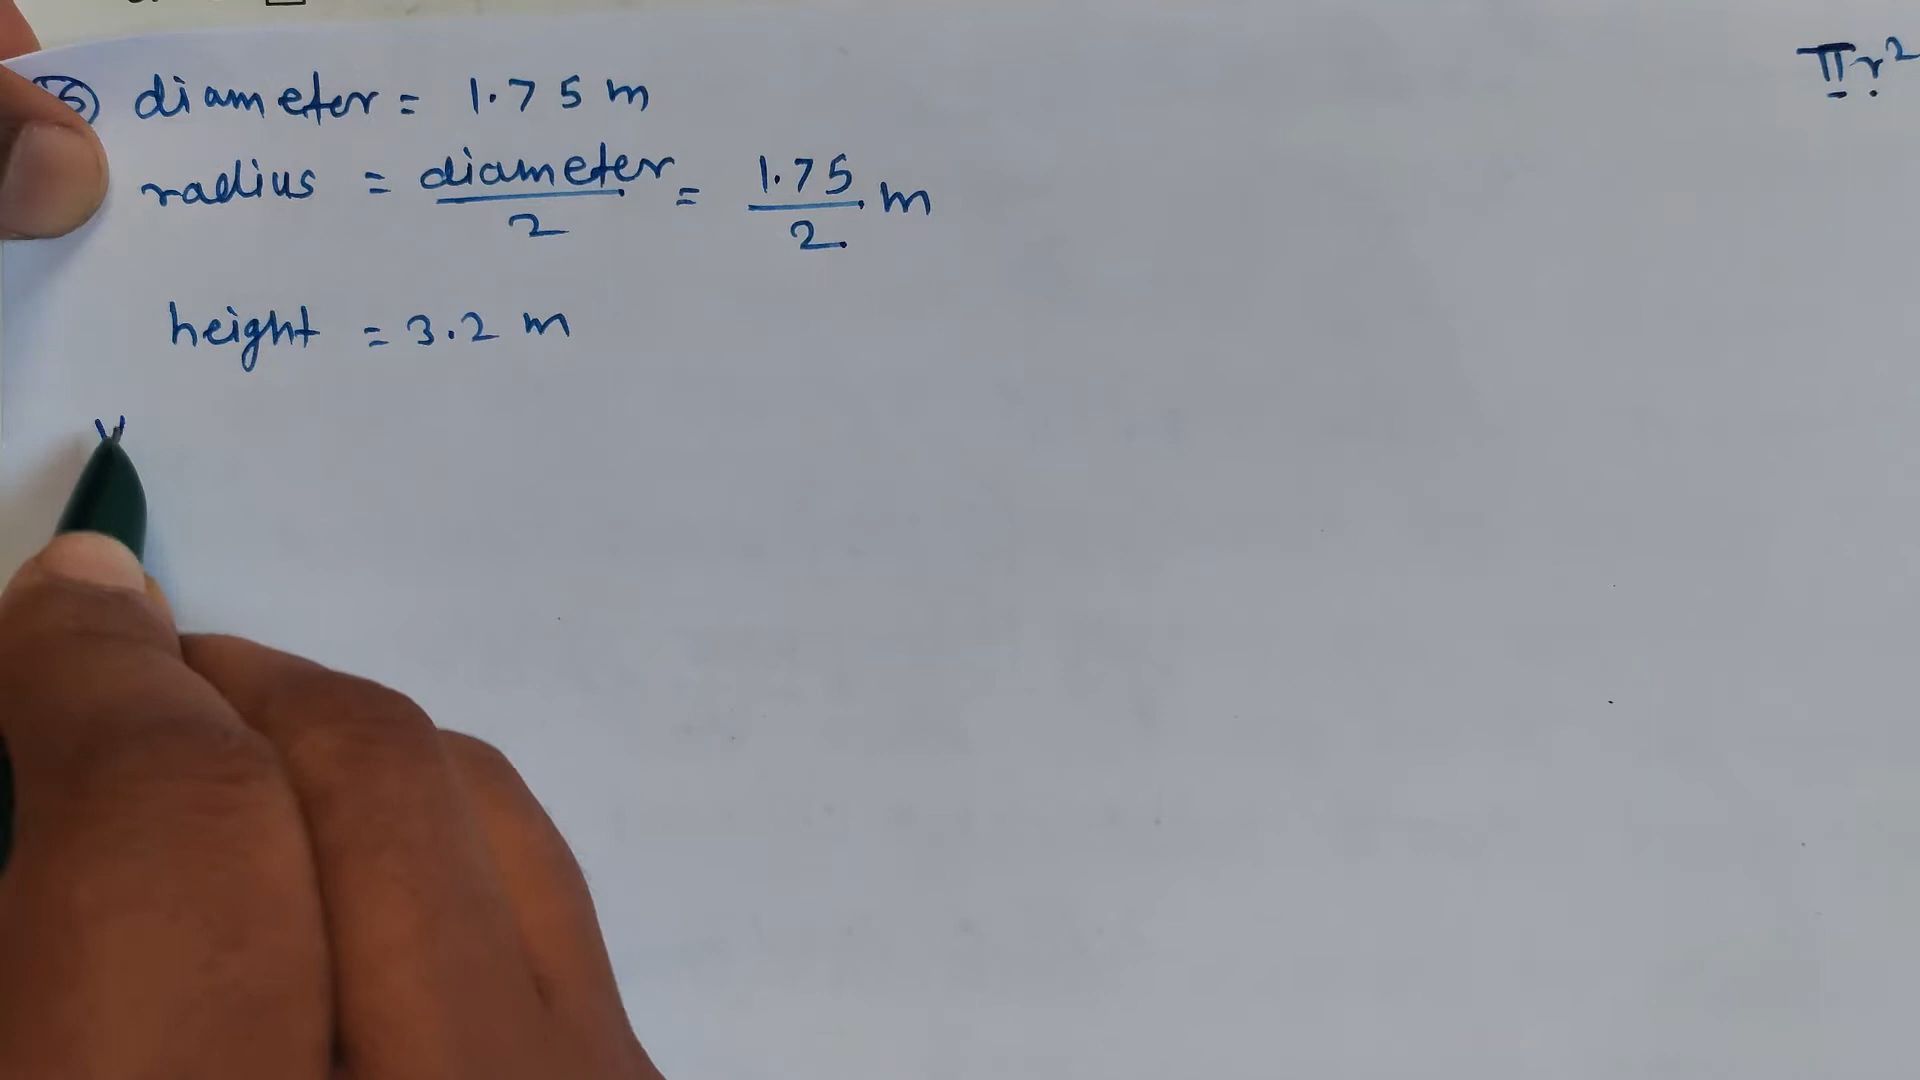 πr²
⑤ diameter = 1.75 m
radius = diameter/2 = 1.75/2 m
height = 3.2 m
V